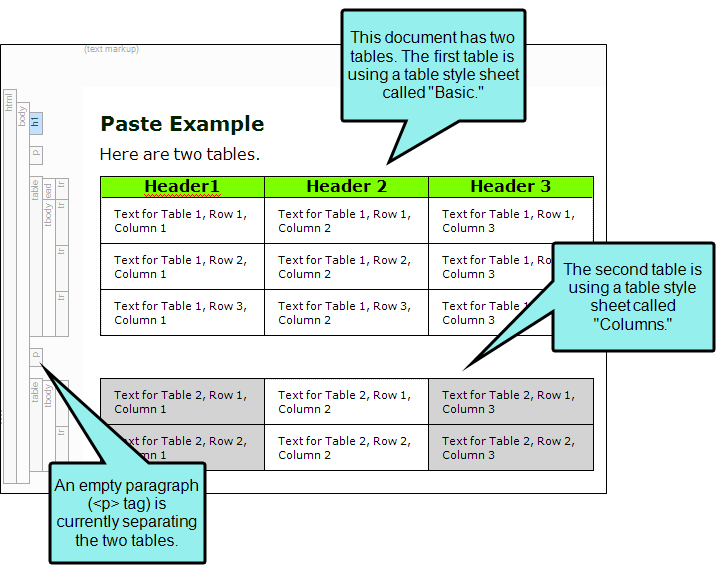 (text markup)
This document has two
tables. The first table is
using a table style sheet
called "Basic."
html
body
h1
p
table
ead
tr
tbody
tr
tr
tr
p
table
tbody
tr
tr
Paste Example
Here are two tables.
Header1
Header 2
Header 3
Text for Table 1, Row 1,
Column 1
Text for Table 1, Row 1,
Column 2
Text for Table 1, Row 1,
Column 3
Text for Table 1, Row 2,
Column 1
Text for Table 1, Row 2,
Column 2
Text for Table 1,
Column 3
Text for Table 1, Row 3,
Column 1
Text for Table 1, Row 3,
Column 2
Text for Table
Column 3
The second table is
using a table style
sheet called
"Columns."
Text for Table 2, Row 1,
Column 1
Text for Table 2, Row 1,
Column 2
Text for Table 2, Row 1,
Column 3
for Table 2, Row 2,
1
Text for Table 2, Row 2,
Column 2
Text for Table 2, Row 2,
Column 3
An empty paragraph
(<p> tag) is
currently separating
the two tables.